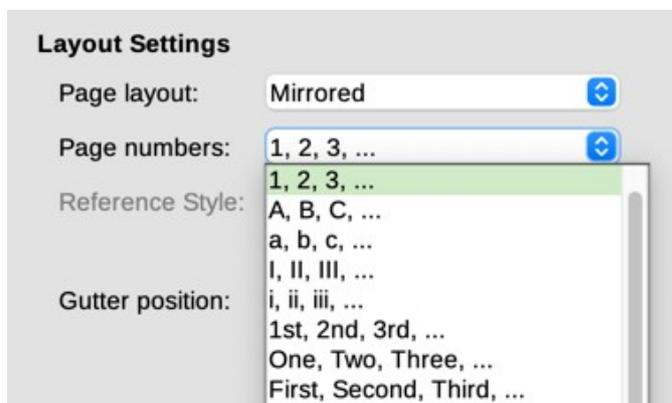 Layout Settings
Page layout: Mirrored
Page numbers: 1, 2, 3, ...
1, 2, 3, ...
Reference Style:
A, B, C, ...
a, b, c, ...
I, II, III, ...
Gutter position: i, ii, iii, ...
1st, 2nd, 3rd, ...
One, Two, Three, ...
First, Second, Third, ...